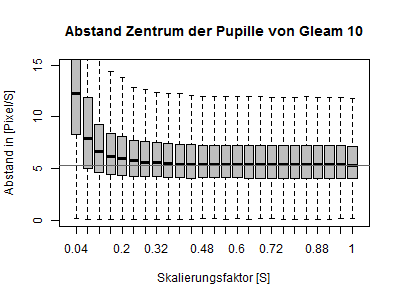 Abstand Zentrum der Pupille von Gleam 10
Abstand in [Pixel/S]
15
10
5
0
0.04 0.2 0.32 0.48 0.6 0.72 0.88 1
Skalierungsfaktor [S]